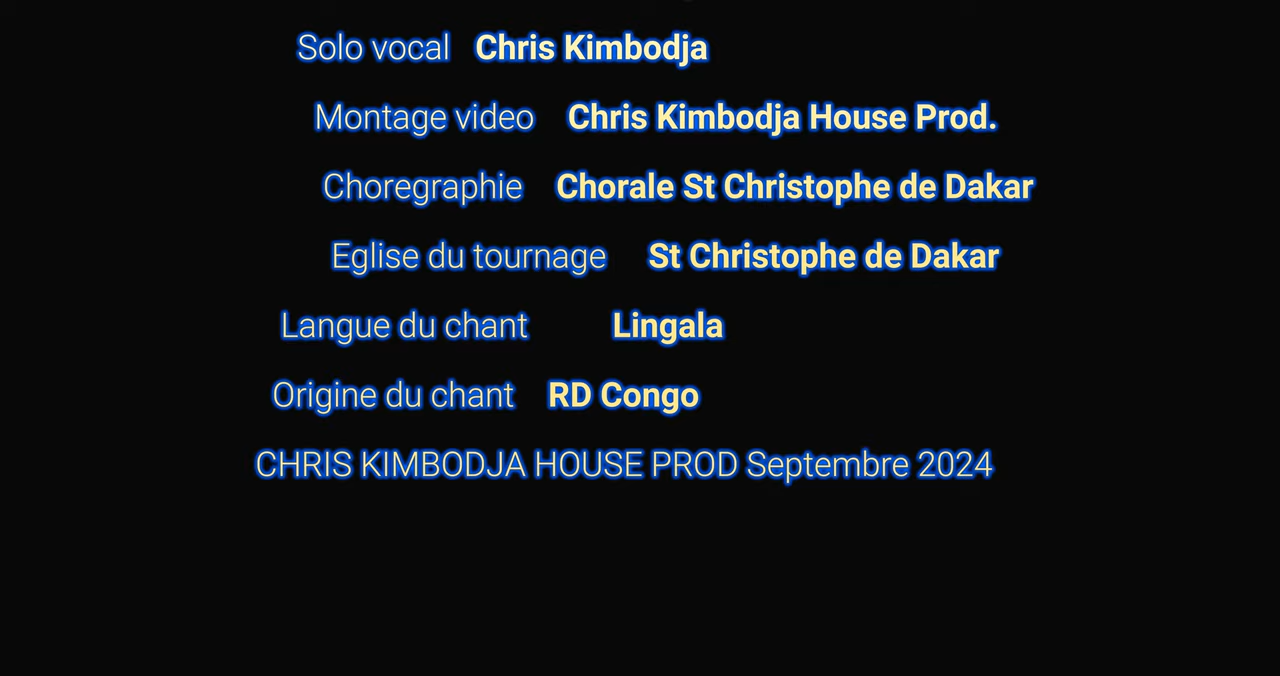 Solo vocal Chris Kimbodja
Montage video Chris Kimbodja House Prod.
Choregraphie Chorale St Christophe de Dakar
Eglise du tournage St Christophe de Dakar
Langue du chant Lingala
Origine du chant RD Congo
CHRIS KIMBODJA HOUSE PROD Septembre 2024